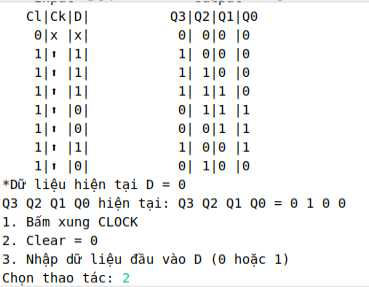 Cl|Ck|D| Q3|Q2|Q1|Q0
0|x |x| 0| 0|0 |0
1|⬆ |1| 1| 0|0 |0
1|⬆ |1| 1| 1|0 |0
1|⬆ |1| 1| 1|1 |0
1|⬆ |0| 0| 1|1 |1
1|⬆ |0| 0| 0|1 |1
1|⬆ |1| 1| 0|0 |1
1|⬆ |0| 0| 1|0 |0
*Dữ liệu hiện tại D = 0
Q3 Q2 Q1 Q0 hiện tại: Q3 Q2 Q1 Q0 = 0 1 0 0
1. Bấm xung CLOCK
2. Clear = 0
3. Nhập dữ liệu đầu vào D (0 hoặc 1)
Chọn thao tác: 2